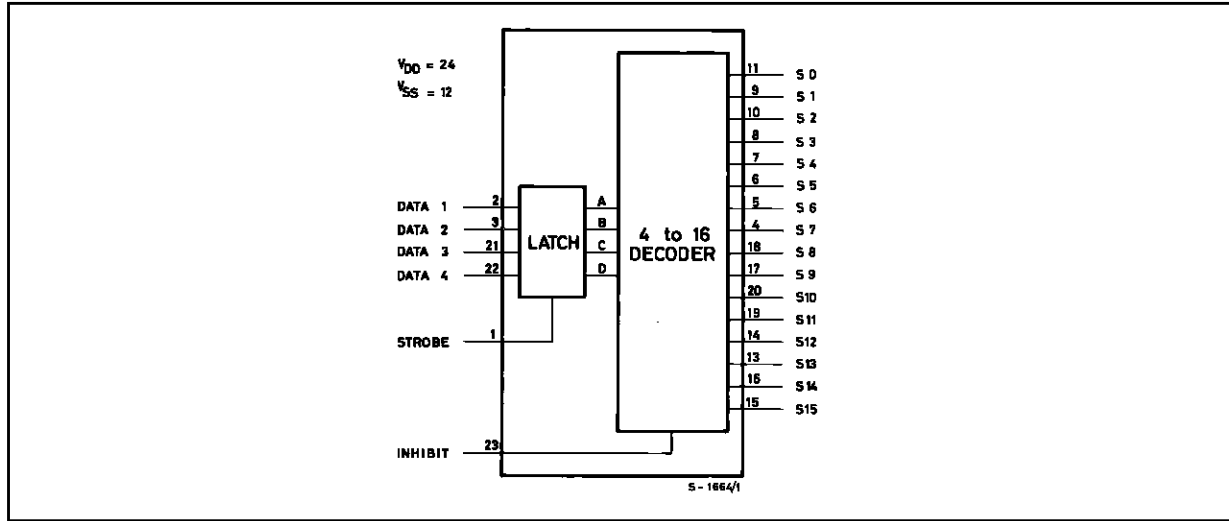 V_DD = 24
V_SS = 12
DATA 1 2
DATA 2 3
DATA 3 21
DATA 4 22
STROBE 1
INHIBIT 23
LATCH
A
B
C
D
4 to 16
DECODER
11 S 0
9 S 1
10 S 2
8 S 3
7 S 4
6 S 5
5 S 6
4 S 7
18 S 8
17 S 9
20 S10
19 S11
14 S12
13 S13
16 S14
15 S15
S-1664/1